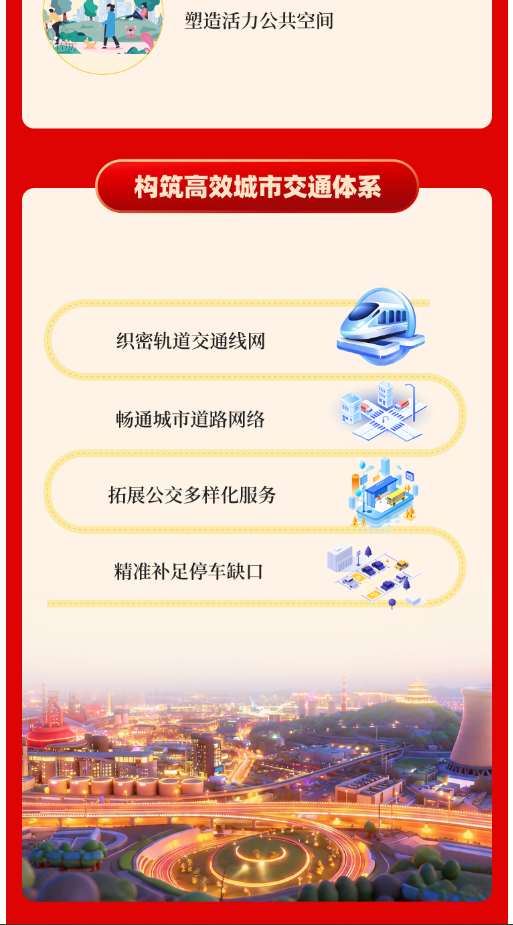 塑造活力公共空间
构筑高效城市交通体系
织密轨道交通线网
畅通城市道路网络
拓展公交多样化服务
精准补足停车缺口